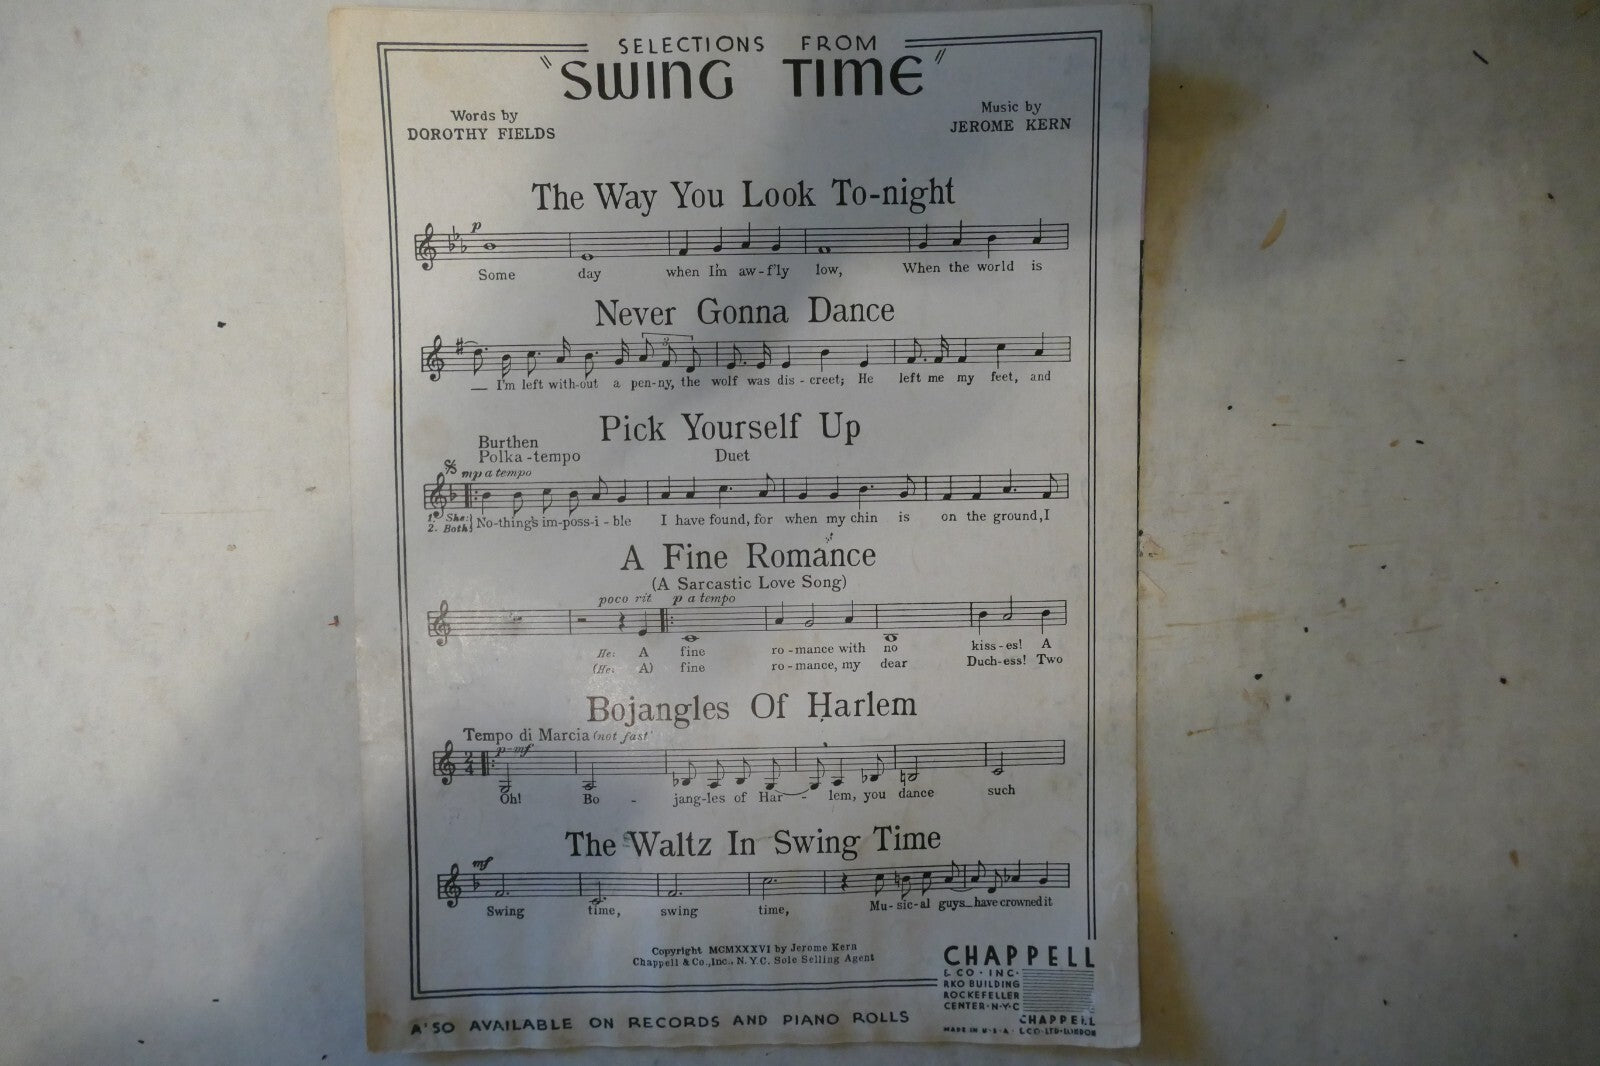 SELECTIONS FROM
"SWING TIME"
Words by
DOROTHY FIELDS
Music by
JEROME KERN
The Way You Look To-night
p
Some day when I'm aw-f'ly low, When the world is
Never Gonna Dance
3
I'm left with-out a pen-ny, the wolf was dis-creet; He left me my feet, and
Pick Yourself Up
Burthen
Polka-tempo
Duet
mp a tempo
1. She:
2. Both:
No-thing's im-poss-i-ble I have found, for when my chin is on the ground, I
A Fine Romance
(A Sarcastic Love Song)
poco rit p a tempo
He: A fine ro-mance with no kiss-es! A
(He: A) fine ro-mance, my dear Duch-ess! Two
Bojangles Of Harlem
Tempo di Marcia (not fast
p-mf
2
4
Oh! Bo - jang-les of Har - lem, you dance such
The Waltz In Swing Time
mf
Swing time, swing time, Mu-sic-al guys have crowned it
Copyright MCMXXXVI by Jerome Kern
Chappell & Co., Inc., N.Y.C. Sole Selling Agent
CHAPPELL
& CO · INC ·
RKO BUILDING
ROCKEFELLER
CENTER · N·Y·C
CHAPPELL
MADE IN U·S·A· & CO·LTD·LONDON
A'SO AVAILABLE ON RECORDS AND PIANO ROLLS